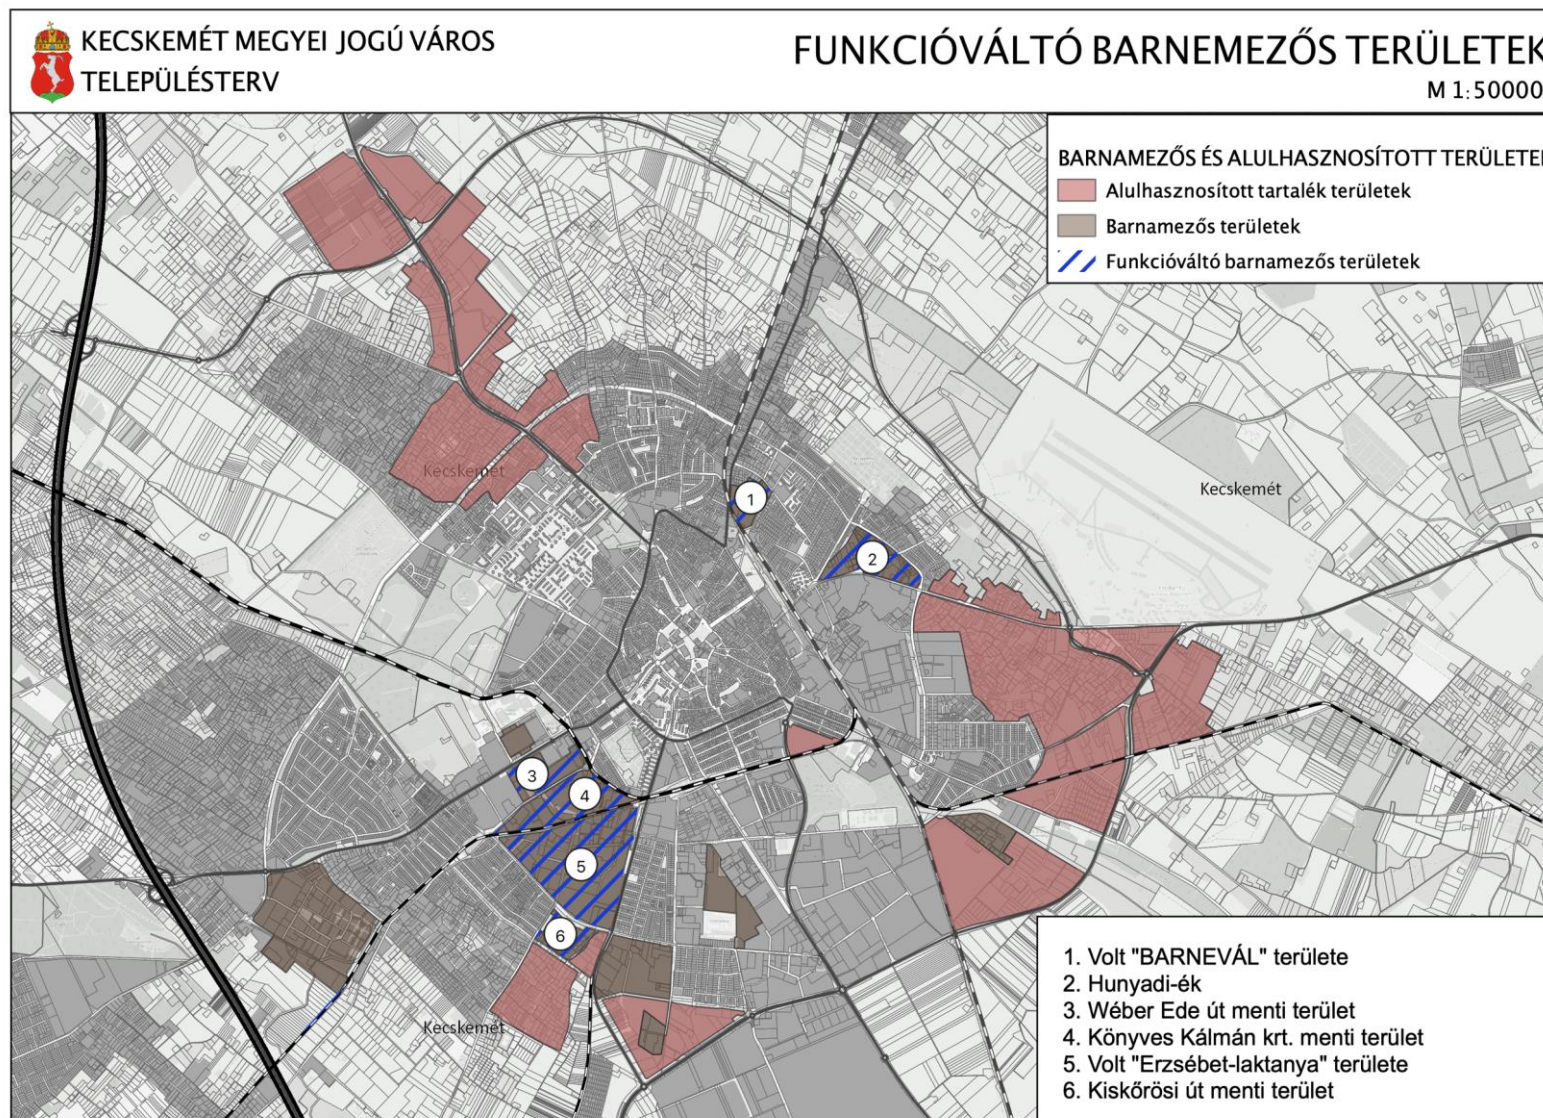 KECSKEMÉT MEGYEI JOGÚ VÁROS
TELEPÜLÉSTERV
FUNKCIÓVÁLTÓ BARNEMEZŐS TERÜLETEK
M 1:50000
BARNAMEZŐS ÉS ALULHASZNOSÍTOTT TERÜLETE
Alulhasznosított tartalék területek
Barnamezős területek
Funkcióváltó barnamezős területek
Kecskemét
Kecskemét
1
2
3
4
5
6
Kecskemét
1. Volt "BARNEVÁL" területe
2. Hunyadi-ék
3. Wéber Ede út menti terület
4. Könyves Kálmán krt. menti terület
5. Volt "Erzsébet-laktanya" területe
6. Kiskőrösi út menti terület